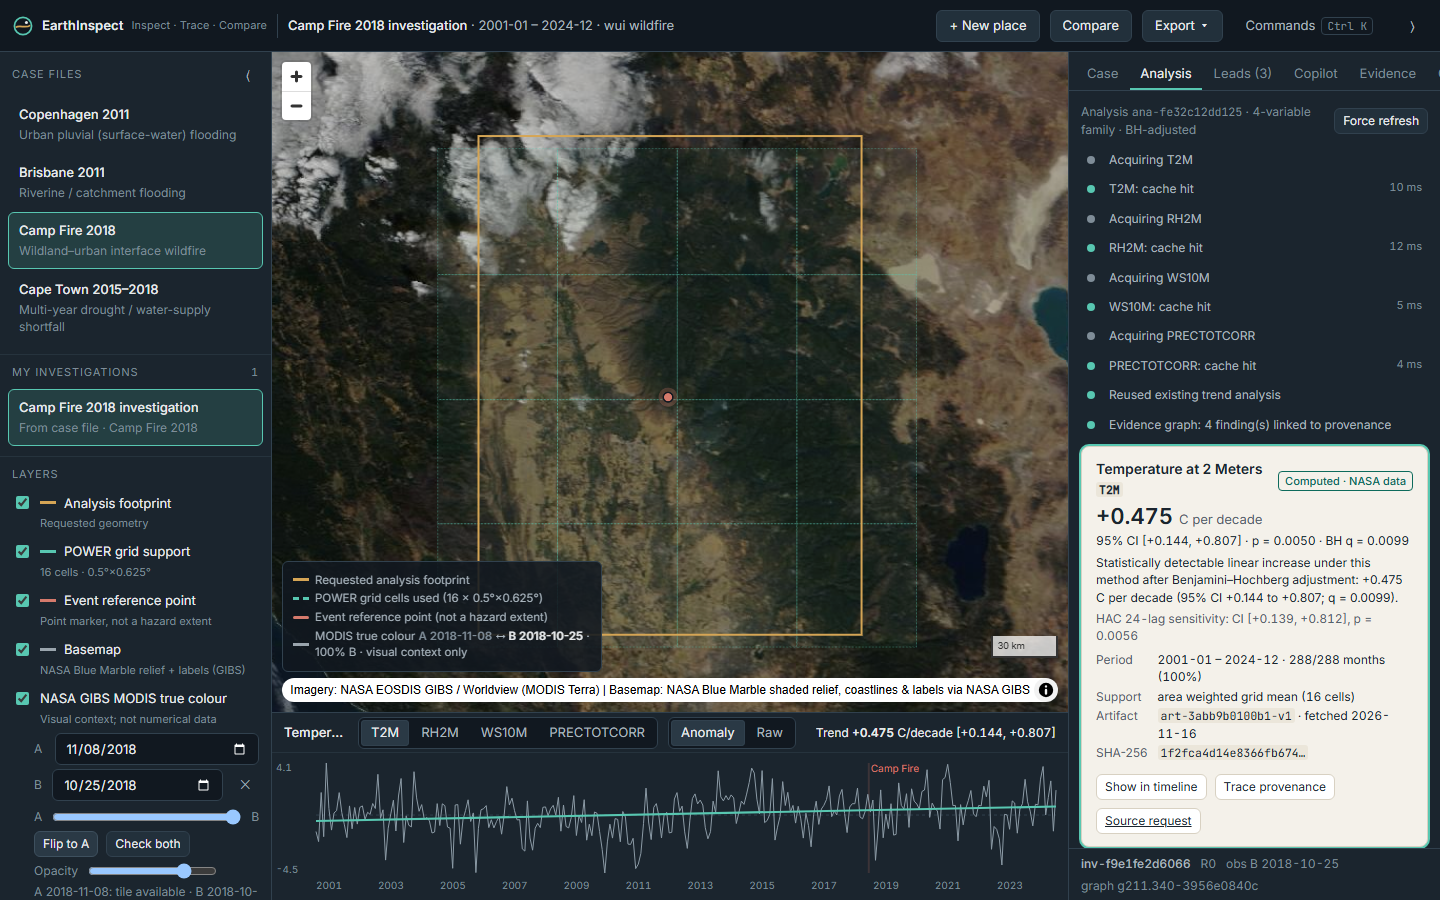 EarthInspect Inspect · Trace · Compare Camp Fire 2018 investigation · 2001-01 – 2024-12 · wui wildfire
+ New place Compare Export Commands Ctrl K
CASE FILES
Copenhagen 2011
Urban pluvial (surface-water) flooding
Brisbane 2011
Riverine / catchment flooding
Camp Fire 2018
Wildland–urban interface wildfire
Cape Town 2015–2018
Multi-year drought / water-supply
shortfall
MY INVESTIGATIONS 1
Camp Fire 2018 investigation
From case file · Camp Fire 2018
LAYERS
Analysis footprint
Requested geometry
POWER grid support
16 cells · 0.5°×0.625°
Event reference point
Point marker, not a hazard extent
Basemap
NASA Blue Marble relief + labels (GIBS)
NASA GIBS MODIS true colour
Visual context; not numerical data
A 11/08/2018
B 10/25/2018
A B
Flip to A Check both
Opacity
A 2018-11-08: tile available · B 2018-10-
+
−
Requested analysis footprint
POWER grid cells used (16 × 0.5°×0.625°)
Event reference point (not a hazard extent)
MODIS true colour A 2018-11-08 ↔ B 2018-10-25 ·
100% B · visual context only
30 km
Imagery: NASA EOSDIS GIBS / Worldview (MODIS Terra) | Basemap: NASA Blue Marble shaded relief, coastlines & labels via NASA GIBS
Temper... T2M RH2M WS10M PRECTOTCORR Anomaly Raw Trend +0.475 C/decade [+0.144, +0.807]
4.1
Camp Fire
-4.5
2001 2003 2005 2007 2009 2011 2013 2015 2017 2019 2021 2023
Case Analysis Leads (3) Copilot Evidence
Analysis ana-fe32c12dd125 · 4-variable
family · BH-adjusted
Force refresh
Acquiring T2M
T2M: cache hit 10 ms
Acquiring RH2M
RH2M: cache hit 12 ms
Acquiring WS10M
WS10M: cache hit 5 ms
Acquiring PRECTOTCORR
PRECTOTCORR: cache hit 4 ms
Reused existing trend analysis
Evidence graph: 4 finding(s) linked to provenance
Temperature at 2 Meters
T2M
Computed · NASA data
+0.475 C per decade
95% CI [+0.144, +0.807] · p = 0.0050 · BH q = 0.0099
Statistically detectable linear increase under this
method after Benjamini–Hochberg adjustment: +0.475
C per decade (95% CI +0.144 to +0.807; q = 0.0099).
HAC 24-lag sensitivity: CI [+0.139, +0.812], p =
0.0056
Period 2001-01 – 2024-12 · 288/288 months
(100%)
Support area weighted grid mean (16 cells)
Artifact art-3abb9b0100b1-v1 · fetched 2026-
11-16
SHA-256 1f2fca4d14e8366fb674…
Show in timeline Trace provenance
Source request
inv-f9e1fe2d6066 R0 obs B 2018-10-25
graph g211.340-3956e0840c